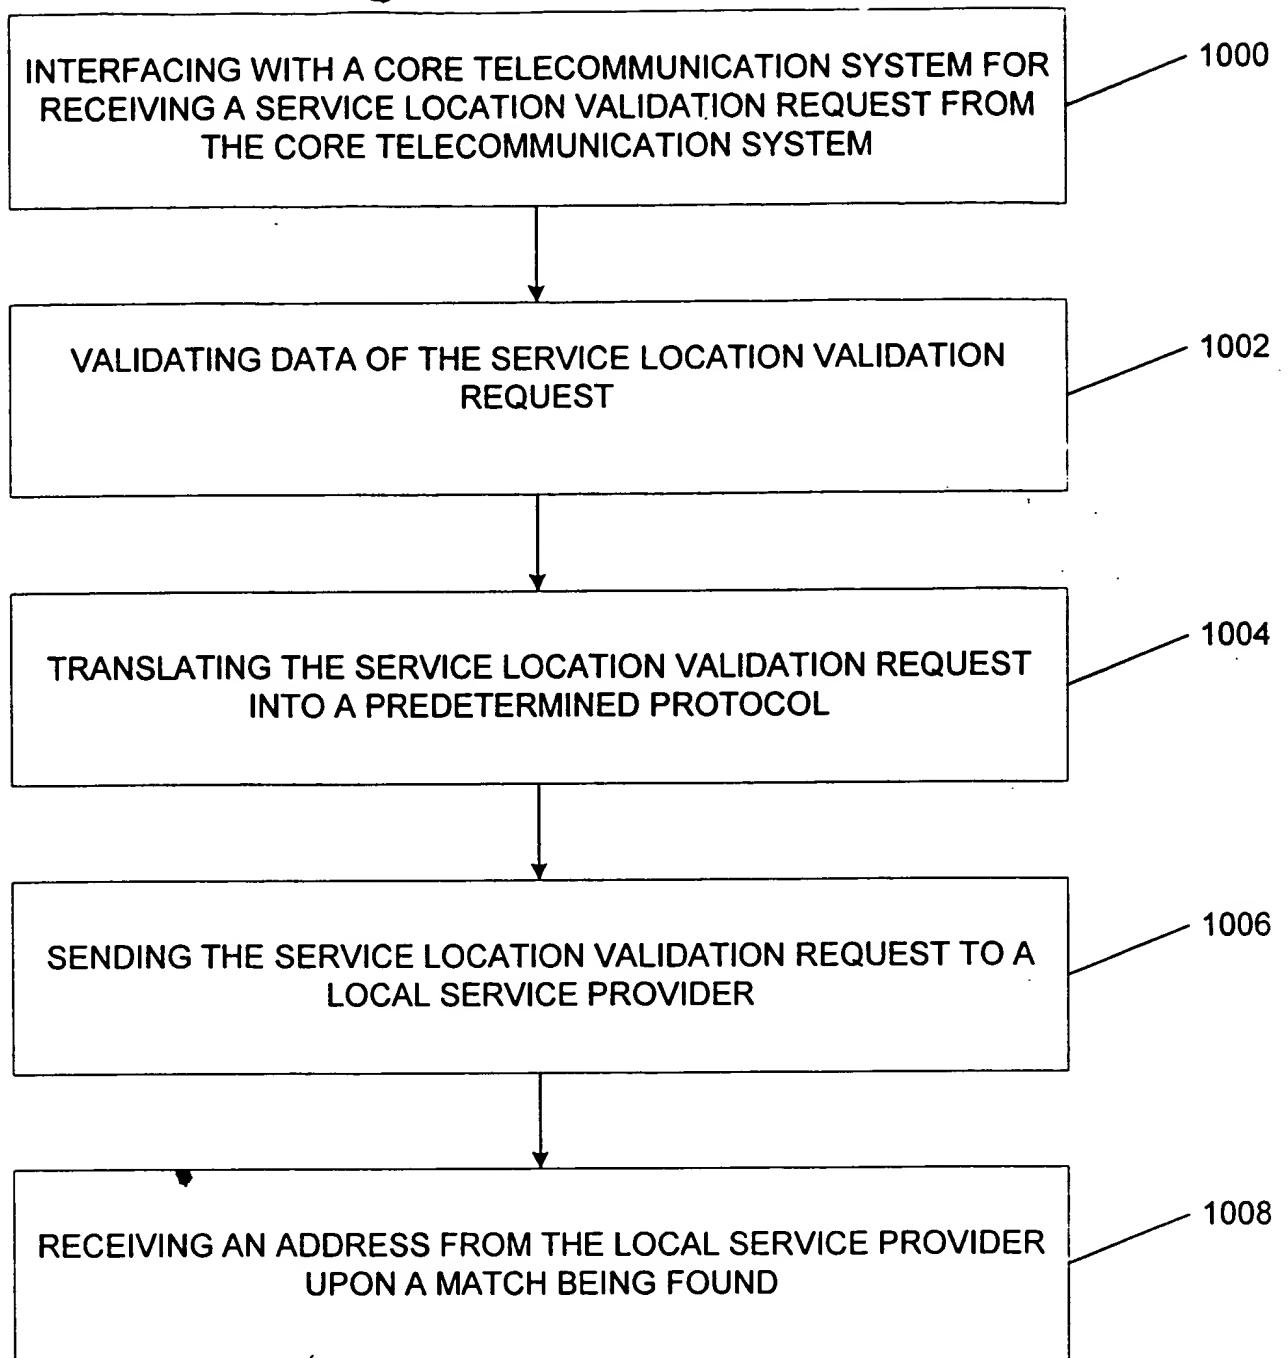 INTERFACING WITH A CORE TELECOMMUNICATION SYSTEM FOR
RECEIVING A SERVICE LOCATION VALIDATION REQUEST FROM
THE CORE TELECOMMUNICATION SYSTEM
1000
VALIDATING DATA OF THE SERVICE LOCATION VALIDATION
REQUEST
1002
TRANSLATING THE SERVICE LOCATION VALIDATION REQUEST
INTO A PREDETERMINED PROTOCOL
1004
SENDING THE SERVICE LOCATION VALIDATION REQUEST TO A
LOCAL SERVICE PROVIDER
1006
RECEIVING AN ADDRESS FROM THE LOCAL SERVICE PROVIDER
UPON A MATCH BEING FOUND
1008